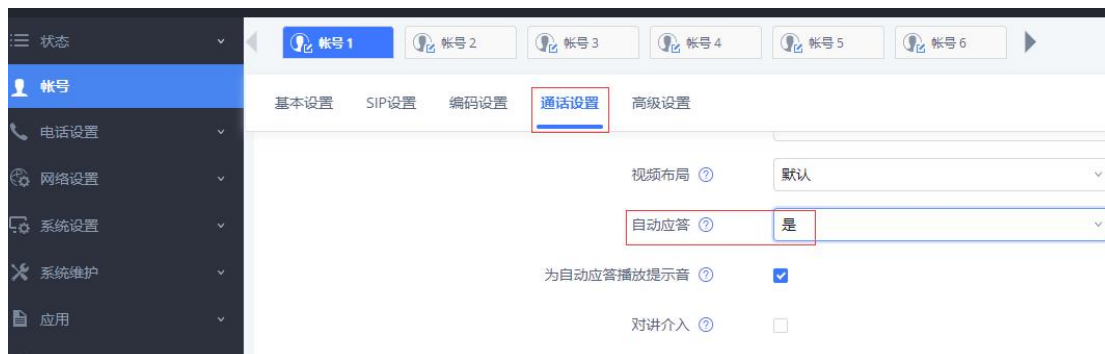 状态
帐号
电话设置
网络设置
系统设置
系统维护
应用
帐号 1 帐号 2 帐号 3 帐号 4 帐号 5 帐号 6
基本设置 SIP设置 编码设置 通话设置 高级设置
视频布局 默认
自动应答 是
为自动应答播放提示音
对讲介入